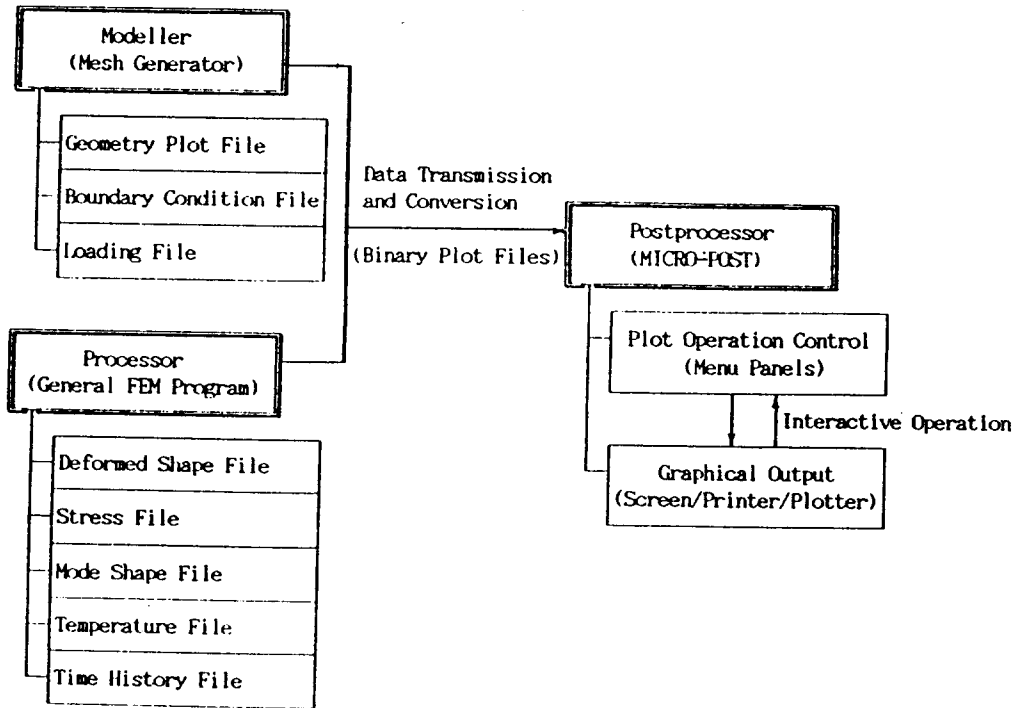 Modeller
(Mesh Generator)
Geometry Plot File
Boundary Condition File
Loading File
Data Transmission
and Conversion
(Binary Plot Files)
Postprocessor
(MICRO-POST)
Processor
(General FEM Program)
Deformed Shape File
Stress File
Mode Shape File
Temperature File
Time History File
Plot Operation Control
(Menu Panels)
Interactive Operation
Graphical Output
(Screen/Printer/Plotter)